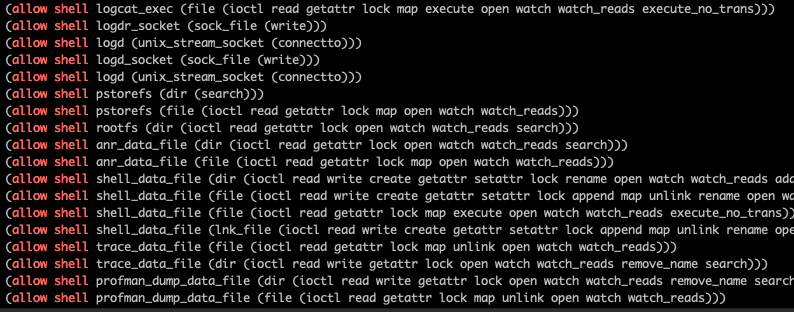 (allow shell logcat_exec (file (ioctl read getattr lock map execute open watch watch_reads execute_no_trans)))
(allow shell logdr_socket (sock_file (write)))
(allow shell logd (unix_stream_socket (connectto)))
(allow shell logd_socket (sock_file (write)))
(allow shell logd (unix_stream_socket (connectto)))
(allow shell pstorefs (dir (search)))
(allow shell pstorefs (file (ioctl read getattr lock map open watch watch_reads)))
(allow shell rootfs (dir (ioctl read getattr lock open watch watch_reads search)))
(allow shell anr_data_file (dir (ioctl read getattr lock open watch watch_reads search)))
(allow shell anr_data_file (file (ioctl read getattr lock map open watch watch_reads)))
(allow shell shell_data_file (dir (ioctl read write create getattr setattr lock rename open watch watch_reads ad
(allow shell shell_data_file (file (ioctl read write create getattr setattr lock append map unlink rename open wa
(allow shell shell_data_file (file (ioctl read getattr lock map execute open watch watch_reads execute_no_trans))
(allow shell shell_data_file (lnk_file (ioctl read write create getattr setattr lock append map unlink rename ope
(allow shell trace_data_file (file (ioctl read getattr lock map unlink open watch watch_reads)))
(allow shell trace_data_file (dir (ioctl read write getattr lock open watch watch_reads remove_name search)))
(allow shell profman_dump_data_file (dir (ioctl read write getattr lock open watch watch_reads remove_name search
(allow shell profman_dump_data_file (file (ioctl read getattr lock map unlink open watch watch_reads)))